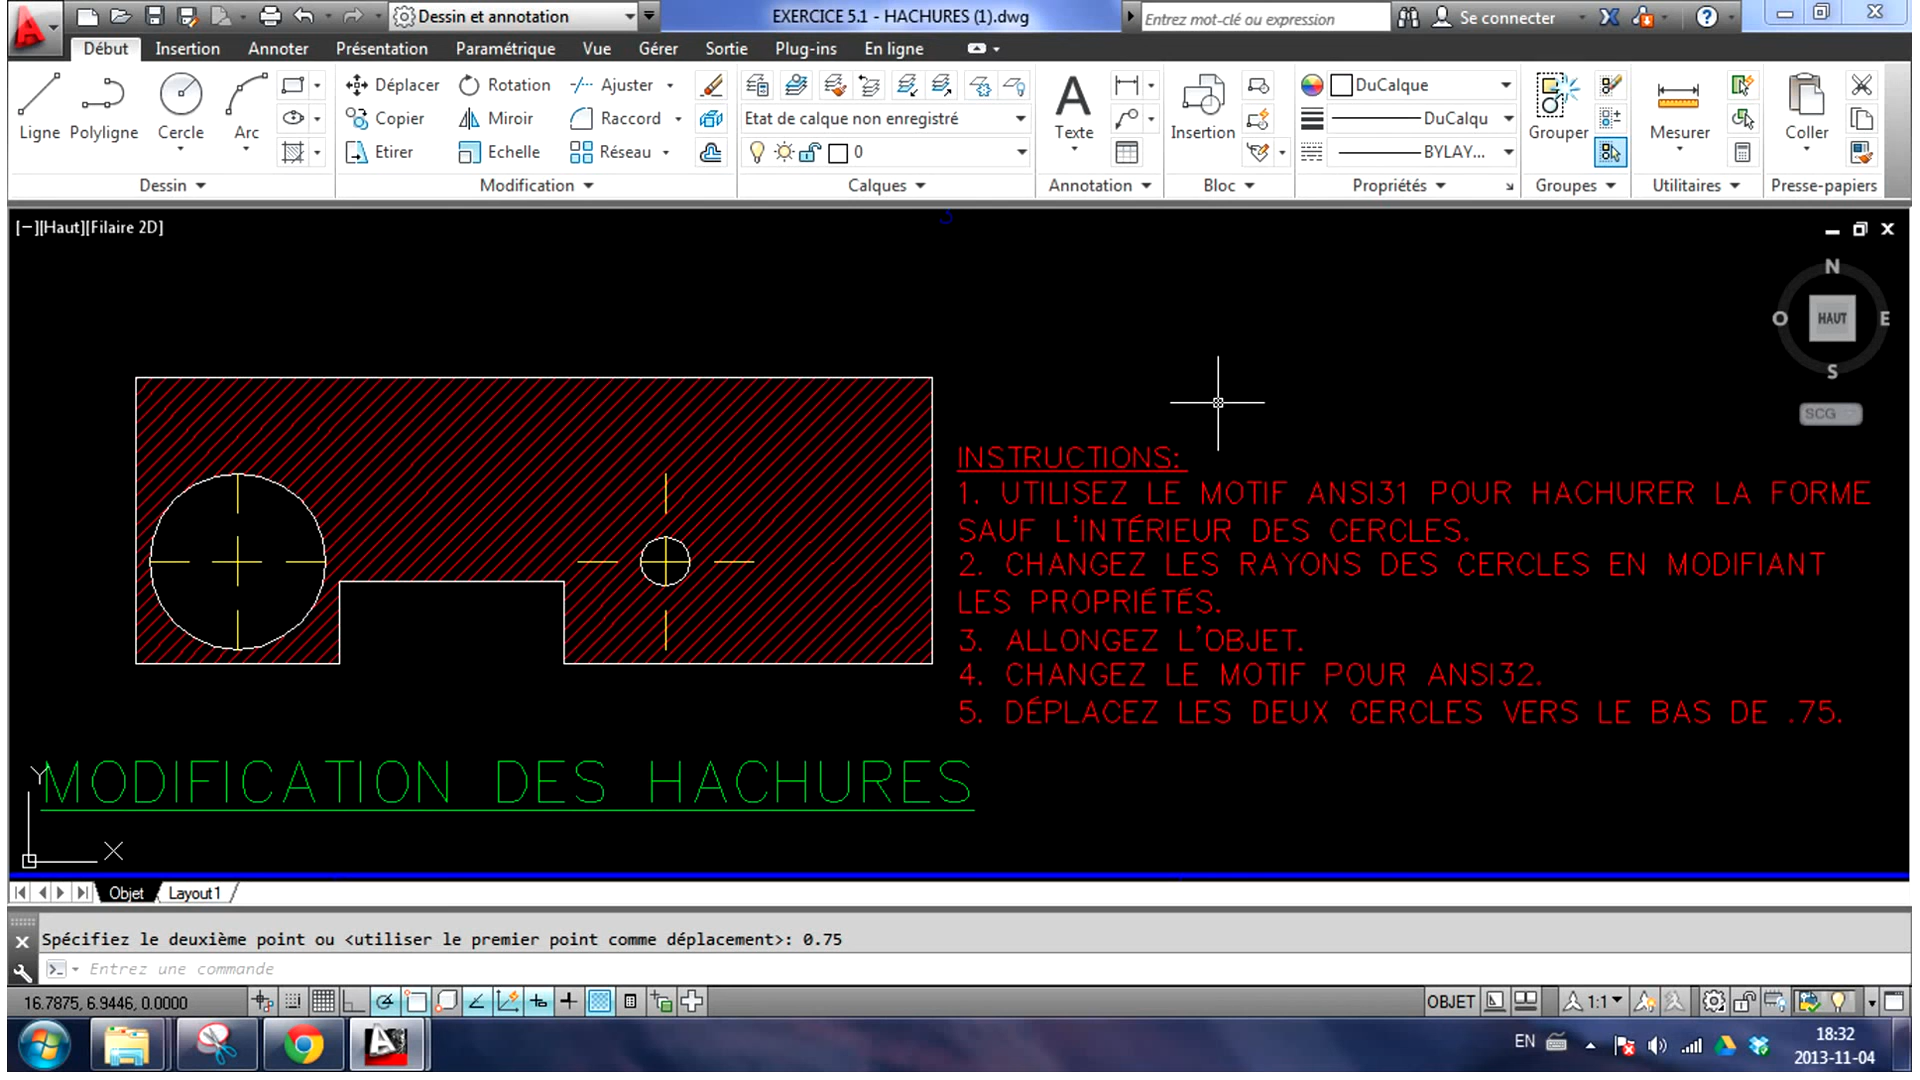 Dessin et annotation
EXERCICE 5.1 - HACHURES (1).dwg
Entrez mot-clé ou expression
Se connecter
Début Insertion Annoter Présentation Paramétrique Vue Gérer Sortie Plug-ins En ligne
Déplacer Rotation Ajuster
DuCalque
Ligne Polyligne Cercle Arc
Copier Miroir Raccord
Etat de calque non enregistré
Texte Insertion
DuCalqu
Grouper Mesurer Coller
Etirer Echelle Réseau
0
BYLAY...
Dessin Modification Calques Annotation Bloc Propriétés Groupes Utilitaires Presse-papiers
[−][Haut][Filaire 2D]
N
O HAUT E
S
SCG
INSTRUCTIONS:
1. UTILISEZ LE MOTIF ANSI31 POUR HACHURER LA FORME
SAUF L'INTÉRIEUR DES CERCLES.
2. CHANGEZ LES RAYONS DES CERCLES EN MODIFIANT
LES PROPRIÉTÉS.
3. ALLONGEZ L'OBJET.
4. CHANGEZ LE MOTIF POUR ANSI32.
5. DÉPLACEZ LES DEUX CERCLES VERS LE BAS DE .75.
MODIFICATION DES HACHURES
Y
X
Objet Layout1
Spécifiez le deuxième point ou <utiliser le premier point comme déplacement>: 0.75
Entrez une commande
16.7875, 6.9446, 0.0000
OBJET
1:1
EN
18:32
2013-11-04